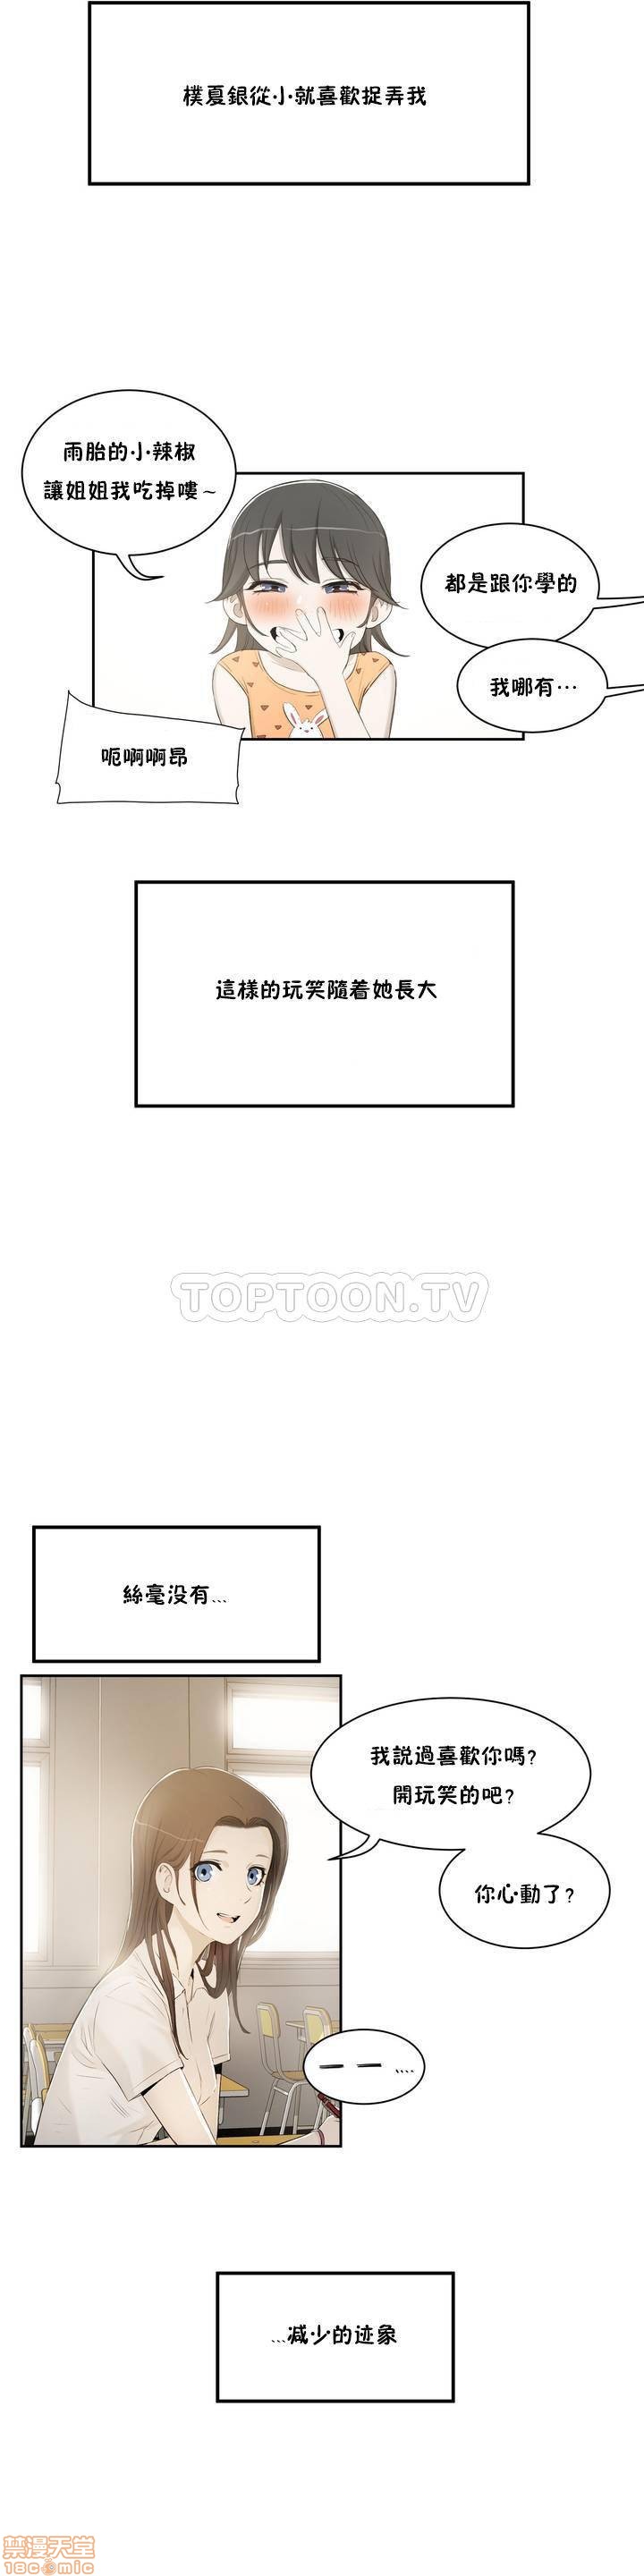 樸夏銀從小就喜歡捉弄我
雨胎的小辣椒
讓姐姐我吃掉嘍~
都是跟你學的
我哪有…
呃啊啊昂
這樣的玩笑隨着她長大
TOPTOON.TV
絲毫没有...
我説過喜歡你嗎?
開玩笑的吧?
你心動了?
－－....
...减少的迹象
禁漫天堂
18comic